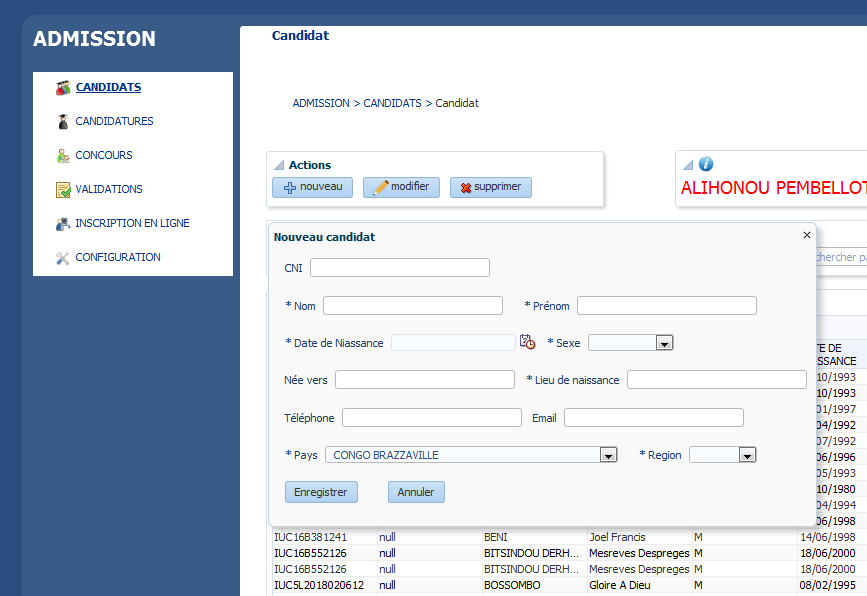 ADMISSION
CANDIDATS
CANDIDATURES
CONCOURS
VALIDATIONS
INSCRIPTION EN LIGNE
CONFIGURATION
Candidat
ADMISSION > CANDIDATS > Candidat
Actions
nouveau modifier supprimer
ALIHONOU PEMBELLOT
Nouveau candidat
CNI
* Nom * Prénom
* Date de Niassance * Sexe
Née vers * Lieu de naissance
Téléphone Email
* Pays CONGO BRAZZAVILLE * Region
Enregistrer Annuler
chercher pa
TE DE
SSANCE
10/1993
10/1993
01/1997
04/1992
07/1992
06/1996
05/1993
10/1980
04/1994
06/1998
IUC16B381241 null BENI Joel Francis M 14/06/1998
IUC16B552126 null BITSINDOU DERH... Mesreves Despreges M 18/06/2000
IUC16B552126 null BITSINDOU DERH... Mesreves Despreges M 18/06/2000
IUC5L2018020612 null BOSSOMBO Gloire A Dieu M 08/02/1995